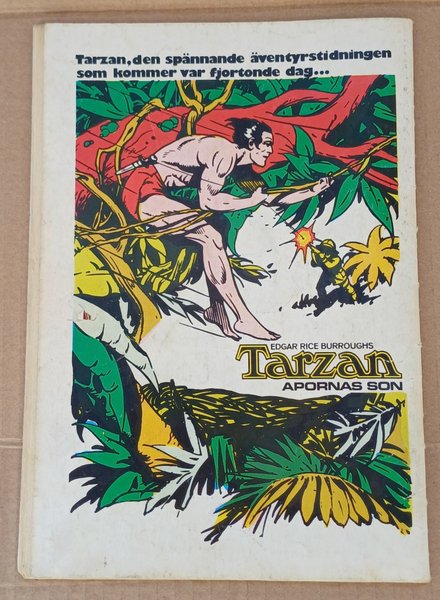 Tarzan, den spännande äventyrstidningen
som kommer var fjortonde dag...
EDGAR RICE BURROUGHS
Tarzan
APORNAS SON